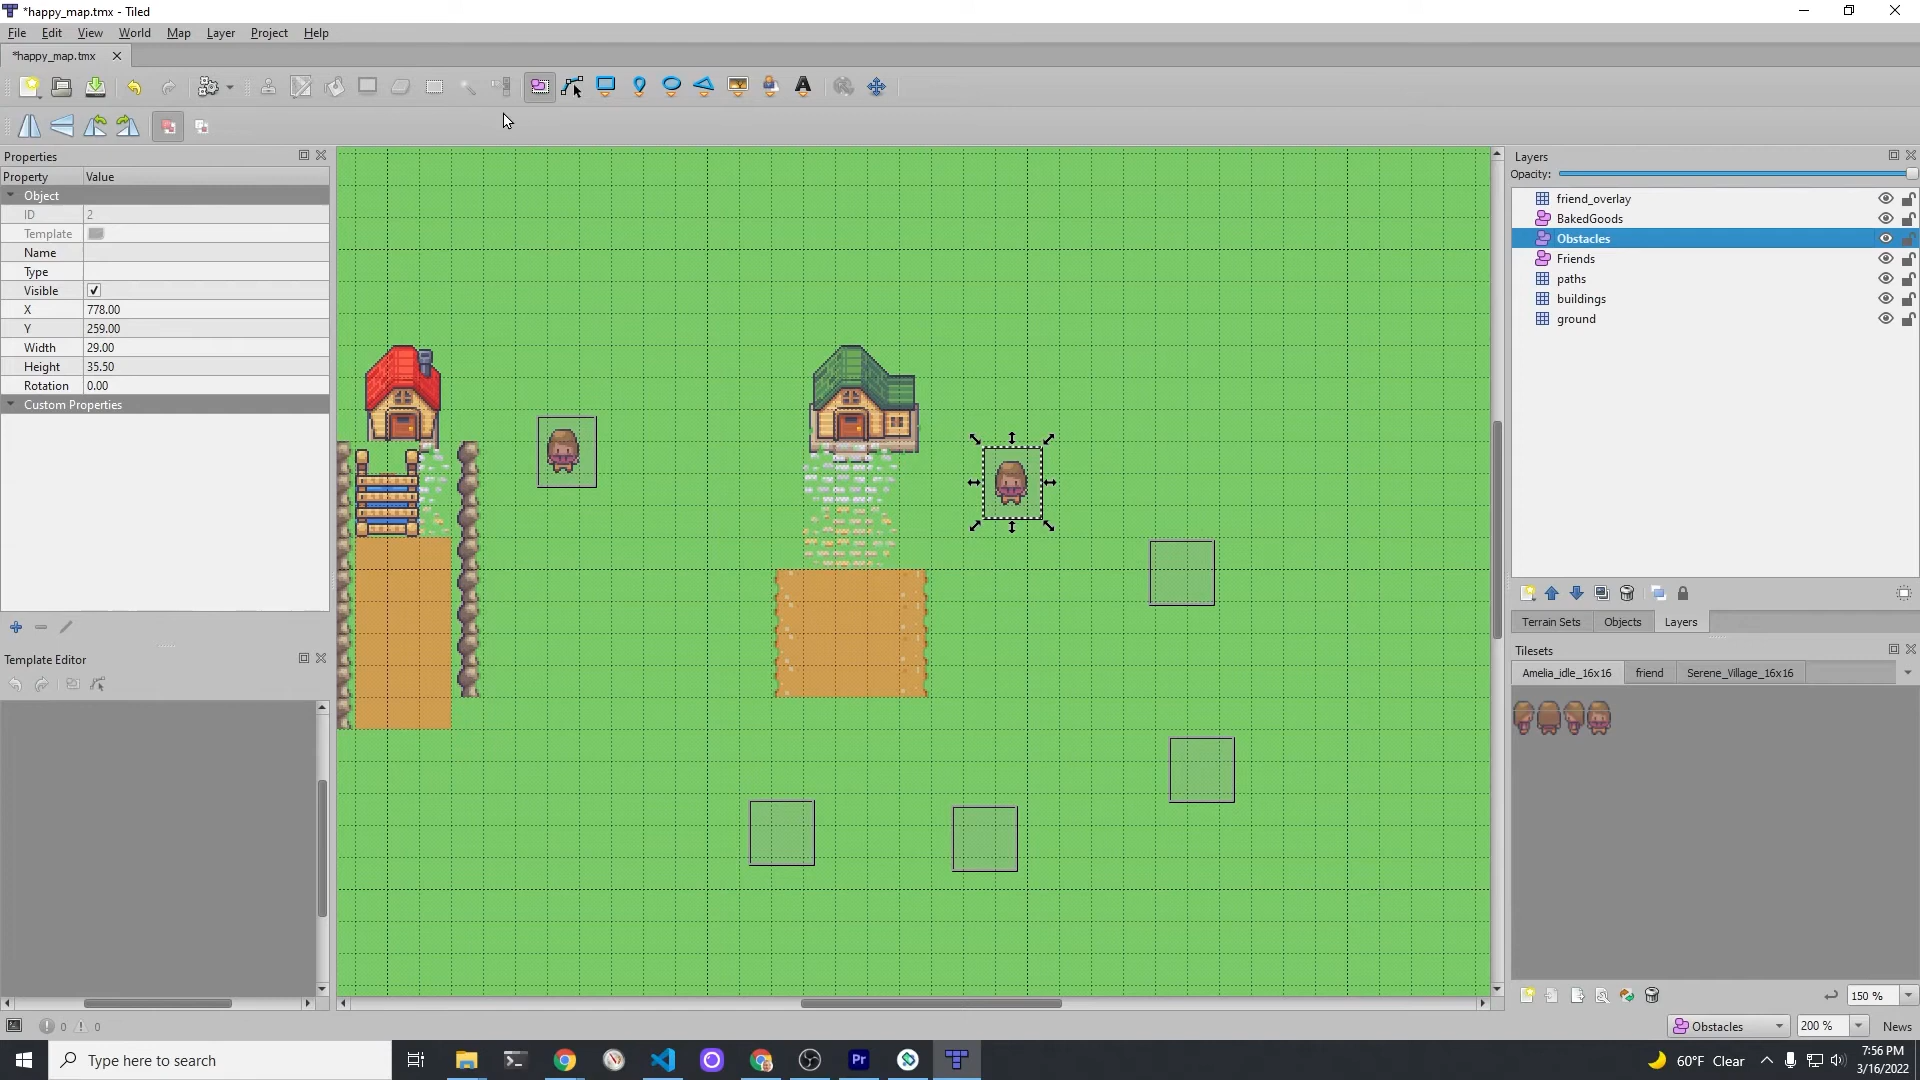 *happy_map.tmx - Tiled
File Edit View World Map Layer Project Help
*happy_map.tmx
Properties
Property Value
Object
ID 2
Template
Name
Type
Visible
X 778.00
Y 259.00
Width 29.00
Height 35.50
Rotation 0.00
Custom Properties
Template Editor
Layers
Opacity:
friend_overlay
BakedGoods
Obstacles
Friends
paths
buildings
ground
Terrain Sets Objects Layers
Tilesets
Amelia_idle_16x16 friend Serene_Village_16x16
150 %
0 0
Obstacles 200 % News
Type here to search
Pr
60°F Clear
7:56 PM
3/16/2022